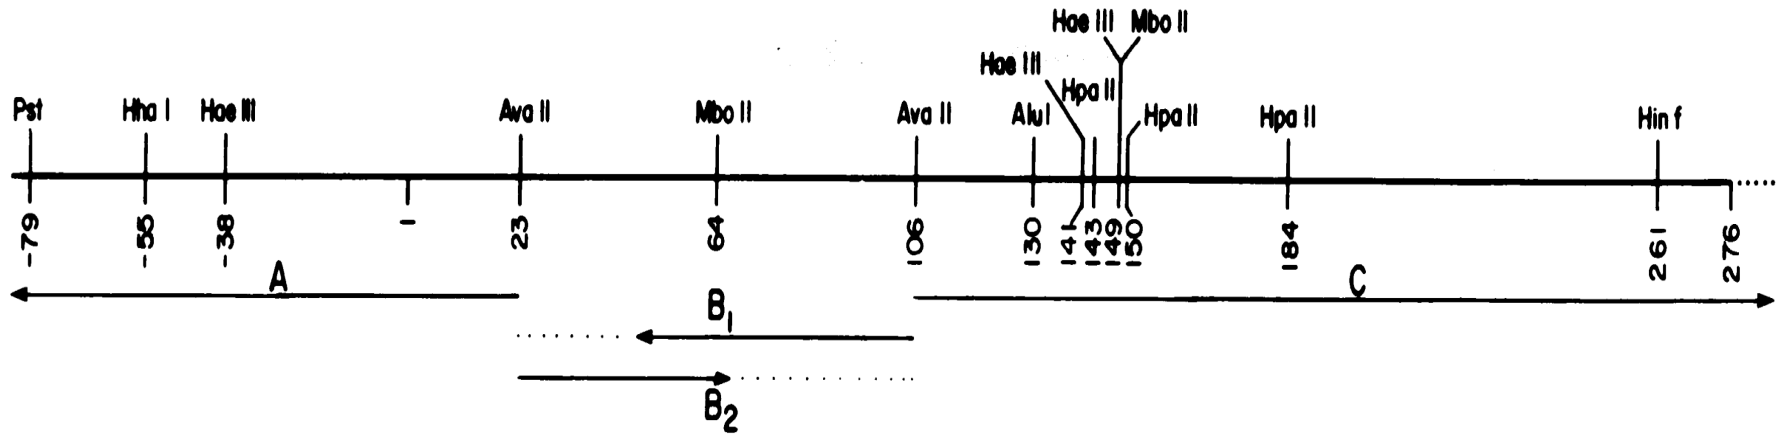 Hae III Mbo II
Hae III
Hpa II
Pst Hha I Hae III Ava II Mbo II Ava II Alu I Hpa II Hpa II Hin f
-79 -55 -38 1 23 64 106 130 141 143 149 150 184 261 276
A C
B1
B2